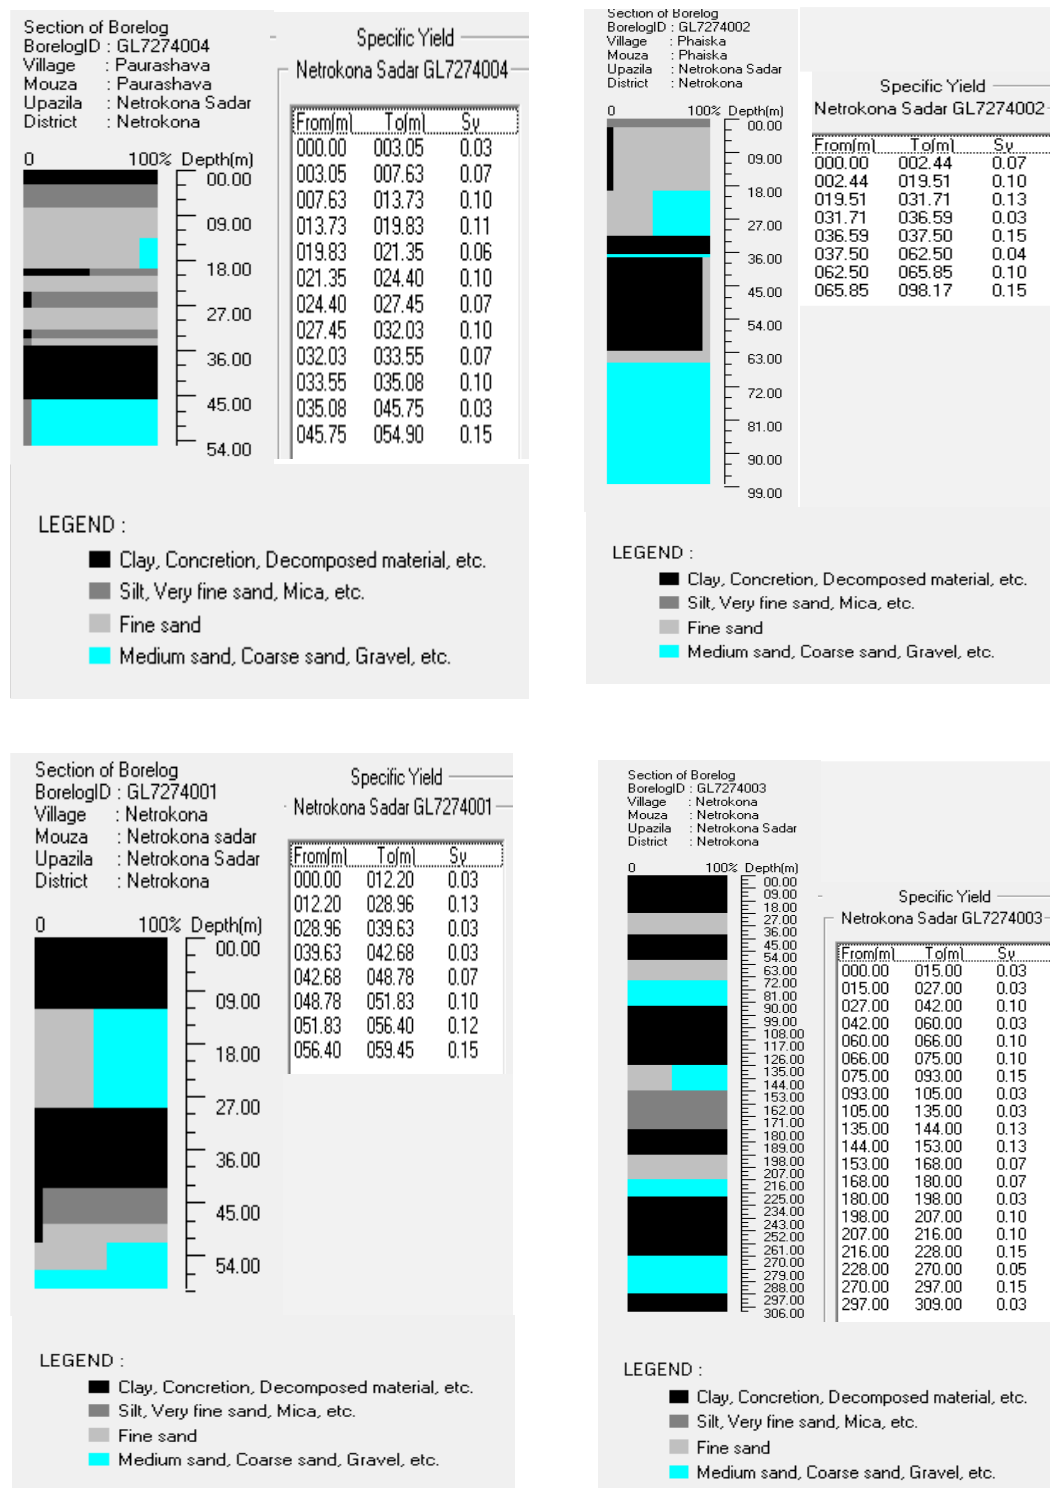 Section of Borelog
BorelogID : GL7274004
Village : Paurashava
Mouza : Paurashava
Upazila : Netrokona Sadar
District : Netrokona
0 100% Depth(m)
00.00
09.00
18.00
27.00
36.00
45.00
54.00
Specific Yield
Netrokona Sadar GL7274004
From(m) To(m) Sy
000.00 003.05 0.03
003.05 007.63 0.07
007.63 013.73 0.10
013.73 019.83 0.11
019.83 021.35 0.06
021.35 024.40 0.10
024.40 027.45 0.07
027.45 032.03 0.10
032.03 033.55 0.07
033.55 035.08 0.10
035.08 045.75 0.03
045.75 054.90 0.15
LEGEND :
Clay, Concretion, Decomposed material, etc.
Silt, Very fine sand, Mica, etc.
Fine sand
Medium sand, Coarse sand, Gravel, etc.
Section of Borelog
BorelogID : GL7274002
Village : Phaiska
Mouza : Phaiska
Upazila : Netrokona Sadar
District : Netrokona
0 100% Depth(m)
00.00
09.00
18.00
27.00
36.00
45.00
54.00
63.00
72.00
81.00
90.00
99.00
Specific Yield
Netrokona Sadar GL7274002
From(m) To(m) Sy
000.00 002.44 0.07
002.44 019.51 0.10
019.51 031.71 0.13
031.71 036.59 0.03
036.59 037.50 0.15
037.50 062.50 0.04
062.50 065.85 0.10
065.85 098.17 0.15
LEGEND :
Clay, Concretion, Decomposed material, etc.
Silt, Very fine sand, Mica, etc.
Fine sand
Medium sand, Coarse sand, Gravel, etc.
Section of Borelog
BorelogID : GL7274001
Village : Netrokona
Mouza : Netrokona sadar
Upazila : Netrokona Sadar
District : Netrokona
0 100% Depth(m)
00.00
09.00
18.00
27.00
36.00
45.00
54.00
Specific Yield
Netrokona Sadar GL7274001
From(m) To(m) Sy
000.00 012.20 0.03
012.20 028.96 0.13
028.96 039.63 0.03
039.63 042.68 0.03
042.68 048.78 0.07
048.78 051.83 0.10
051.83 056.40 0.12
056.40 059.45 0.15
LEGEND :
Clay, Concretion, Decomposed material, etc.
Silt, Very fine sand, Mica, etc.
Fine sand
Medium sand, Coarse sand, Gravel, etc.
Section of Borelog
BorelogID : GL7274003
Village : Netrokona
Mouza : Netrokona
Upazila : Netrokona Sadar
District : Netrokona
0 100% Depth(m)
00.00
09.00
18.00
27.00
36.00
45.00
54.00
63.00
72.00
81.00
90.00
99.00
108.00
117.00
126.00
135.00
144.00
153.00
162.00
171.00
180.00
189.00
198.00
207.00
216.00
225.00
234.00
243.00
252.00
261.00
270.00
279.00
288.00
297.00
306.00
Specific Yield
Netrokona Sadar GL7274003
From(m) To(m) Sy
000.00 015.00 0.03
015.00 027.00 0.03
027.00 042.00 0.10
042.00 060.00 0.03
060.00 066.00 0.10
066.00 075.00 0.10
075.00 093.00 0.15
093.00 105.00 0.03
105.00 135.00 0.03
135.00 144.00 0.13
144.00 153.00 0.13
153.00 168.00 0.07
168.00 180.00 0.07
180.00 198.00 0.03
198.00 207.00 0.10
207.00 216.00 0.10
216.00 228.00 0.15
228.00 270.00 0.05
270.00 297.00 0.15
297.00 309.00 0.03
LEGEND :
Clay, Concretion, Decomposed material, etc.
Silt, Very fine sand, Mica, etc.
Fine sand
Medium sand, Coarse sand, Gravel, etc.